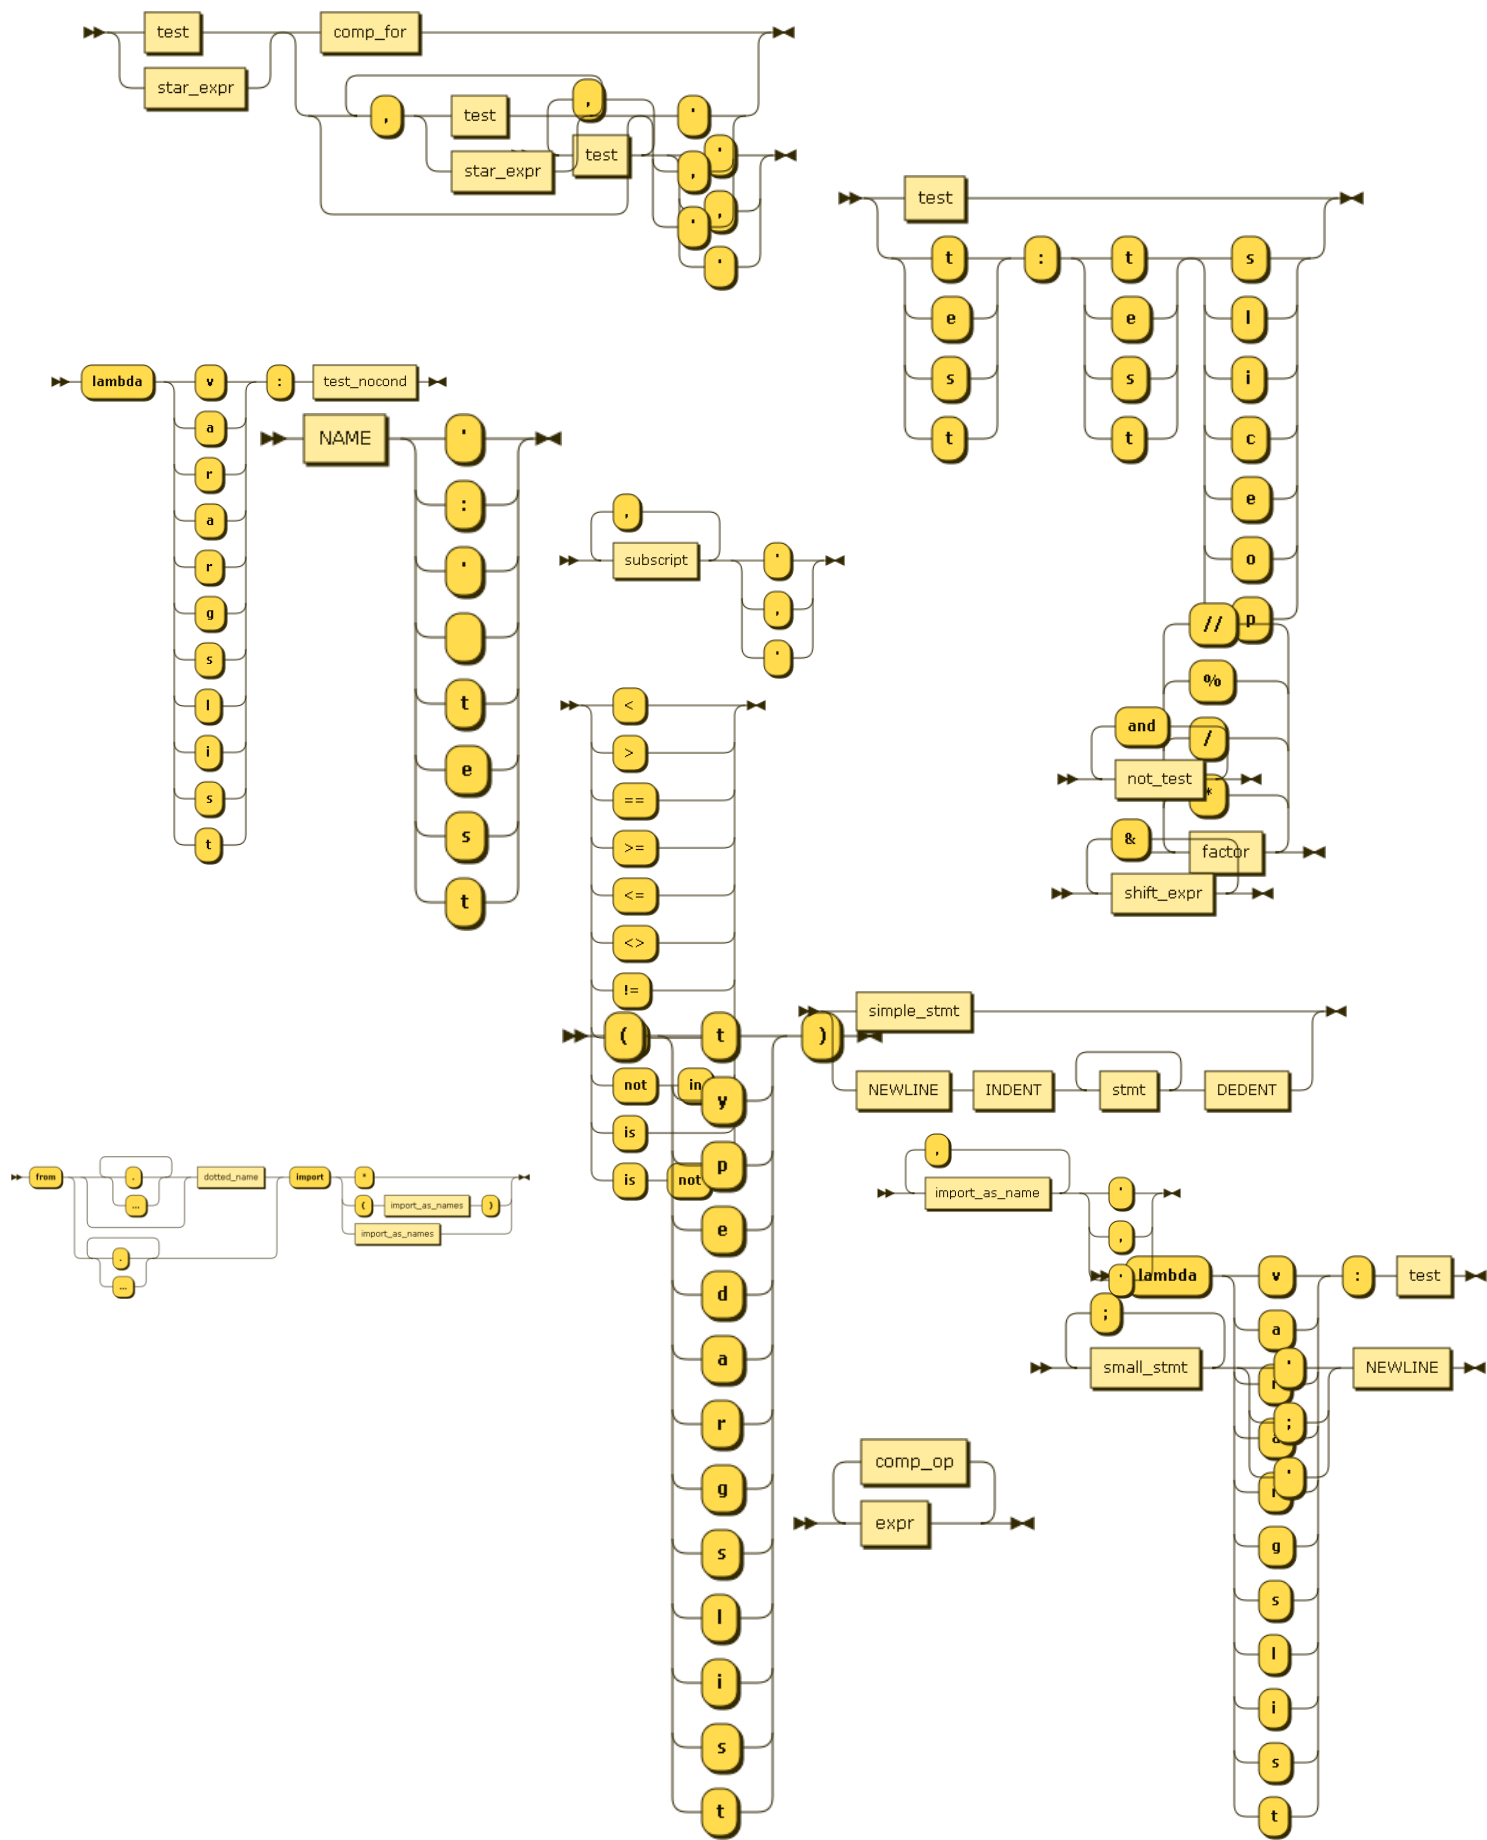 test comp_for
star_expr
, test '
star_expr , '
,
test '
,
'
test
t : t s
e e l
s s i
t t c
e
o
p
lambda v : test_nocond
a
r
a
r
g
s
l
i
s
t
NAME '
:
'
t
e
s
t
,
subscript '
,
'
//
%
/
*
factor
and
not_test
&
shift_expr
<
>
==
>=
<=
<>
!=
not in
is
is not
( t )
y
p
e
d
a
r
g
s
l
i
s
t
simple_stmt
NEWLINE INDENT stmt DEDENT
from . dotted_name import *
... ( import_as_names )
import_as_names
.
...
,
import_as_name '
,
'
lambda v : test
a
r
a
r
g
s
l
i
s
t
;
small_stmt ' NEWLINE
;
'
comp_op
expr